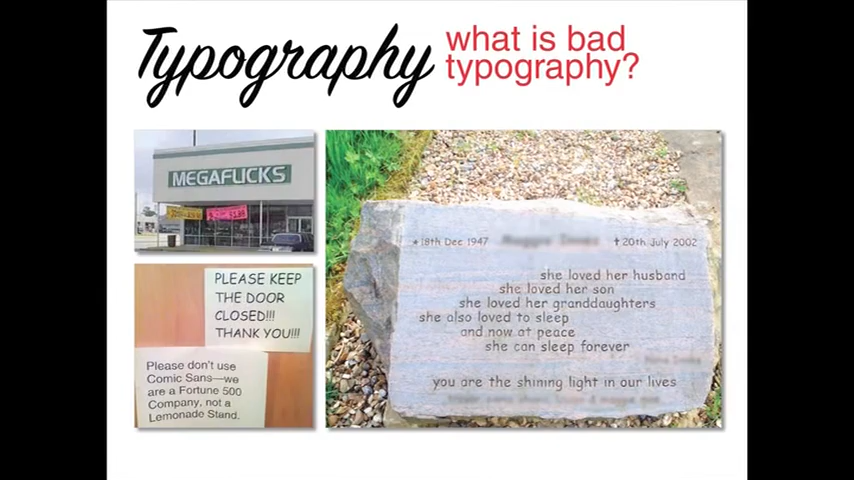 Typography
what is bad
typography?
MEGAFLICKS
PLEASE KEEP
THE DOOR
CLOSED!!!
THANK YOU!!!
Please don't use
Comic Sans—we
are a Fortune 500
Company, not a
Lemonade Stand.
★18th Dec 1947
✝20th July 2002
she loved her husband
she loved her son
she loved her granddaughters
she also loved to sleep
and now at peace
she can sleep forever
you are the shining light in our lives